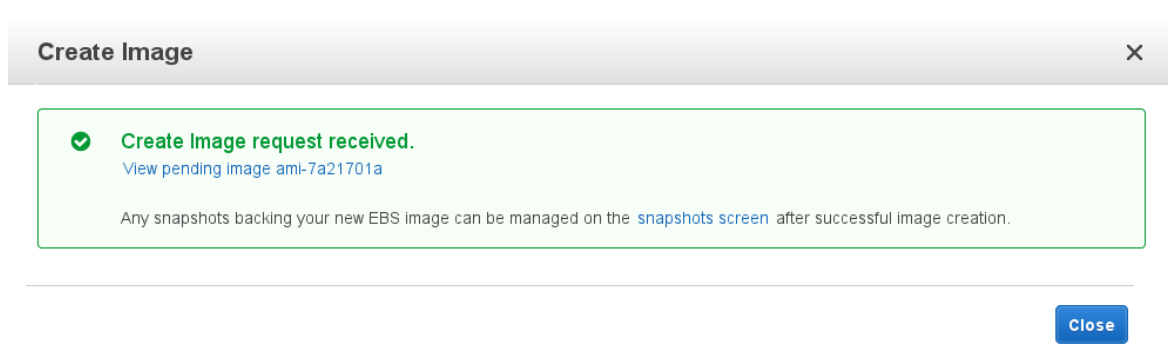 Create Image
Create Image request received.
View pending image ami-7a21701a
Any snapshots backing your new EBS image can be managed on the snapshots screen after successful image creation.
Close